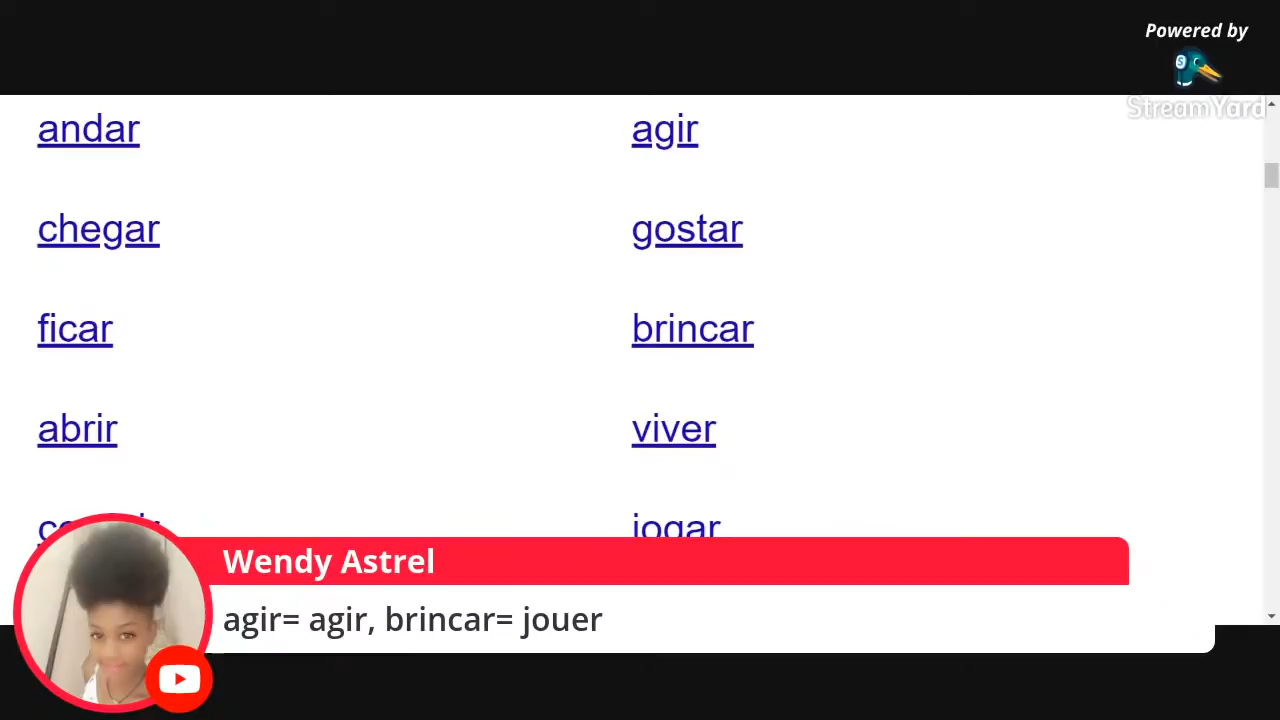 Powered by
StreamYard
andar
agir
chegar
gostar
ficar
brincar
abrir
viver
jogar
Wendy Astrel
agir= agir, brincar= jouer